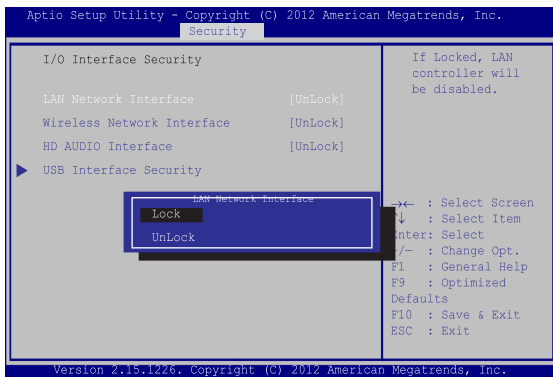 Aptio Setup Utility - Copyright (C) 2012 American Megatrends, Inc.
Security
I/O Interface Security
LAN Network Interface [UnLock]
Wireless Network Interface [UnLock]
HD AUDIO Interface [UnLock]
USB Interface Security
LAN Network Interface
Lock
UnLock
If Locked, LAN
controller will
be disabled.
→← : Select Screen
↑↓ : Select Item
Enter: Select
+/- : Change Opt.
F1 : General Help
F9 : Optimized
Defaults
F10 : Save & Exit
ESC : Exit
Version 2.15.1226. Copyright (C) 2012 American Megatrends, Inc.